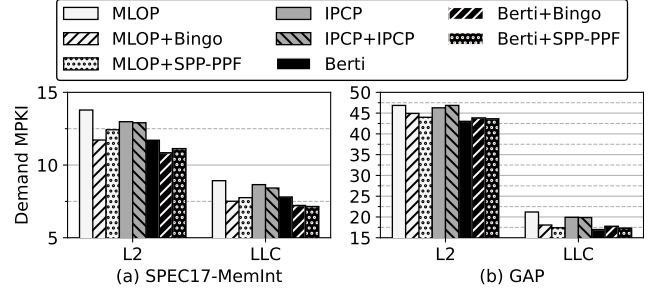 MLOP IPCP Berti+Bingo
MLOP+Bingo IPCP+IPCP Berti+SPP-PPF
MLOP+SPP-PPF Berti
Demand MPKI
15
10
5
L2 LLC
(a) SPEC17-MemInt
50
45
40
35
30
25
20
15
L2 LLC
(b) GAP